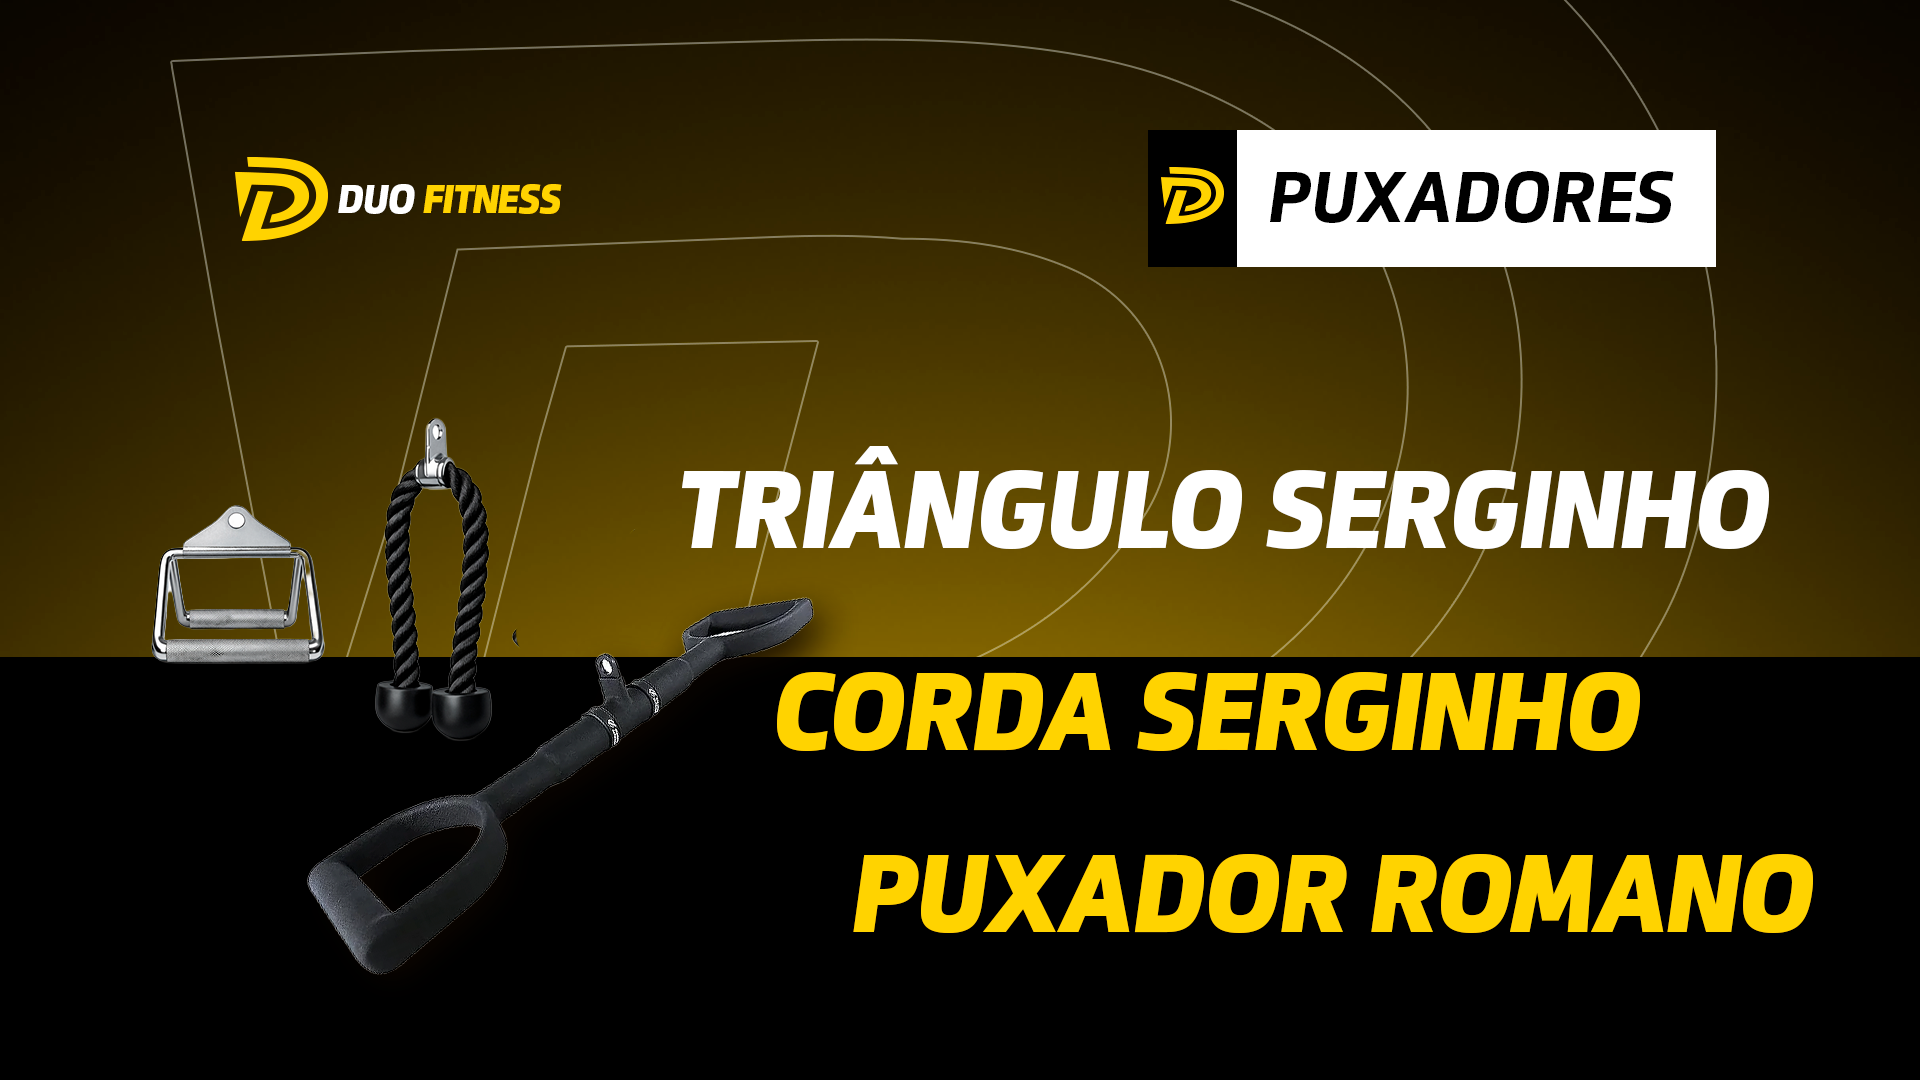 DUO FITNESS
PUXADORES
TRIÂNGULO SERGINHO
CORDA SERGINHO
PUXADOR ROMANO